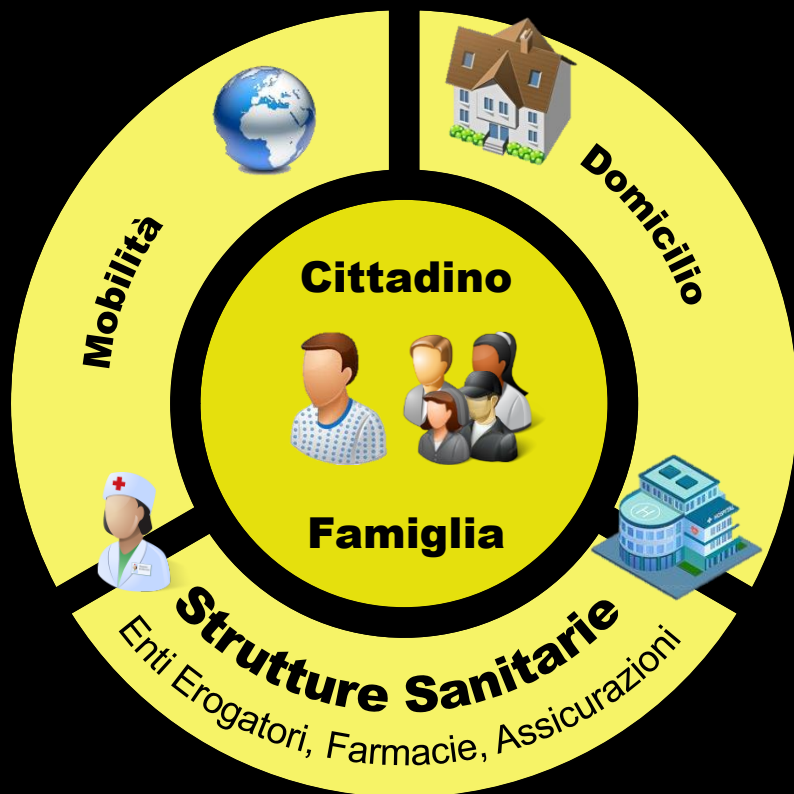 Mobilità
Domicilio
Cittadino
Famiglia
Strutture Sanitarie
Enti Erogatori, Farmacie, Assicurazioni